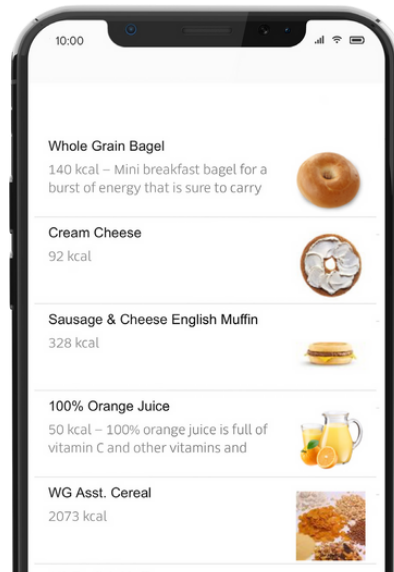 10:00
Whole Grain Bagel
140 kcal – Mini breakfast bagel for a
burst of energy that is sure to carry
Cream Cheese
92 kcal
Sausage & Cheese English Muffin
328 kcal
100% Orange Juice
50 kcal – 100% orange juice is full of
vitamin C and other vitamins and
WG Asst. Cereal
2073 kcal